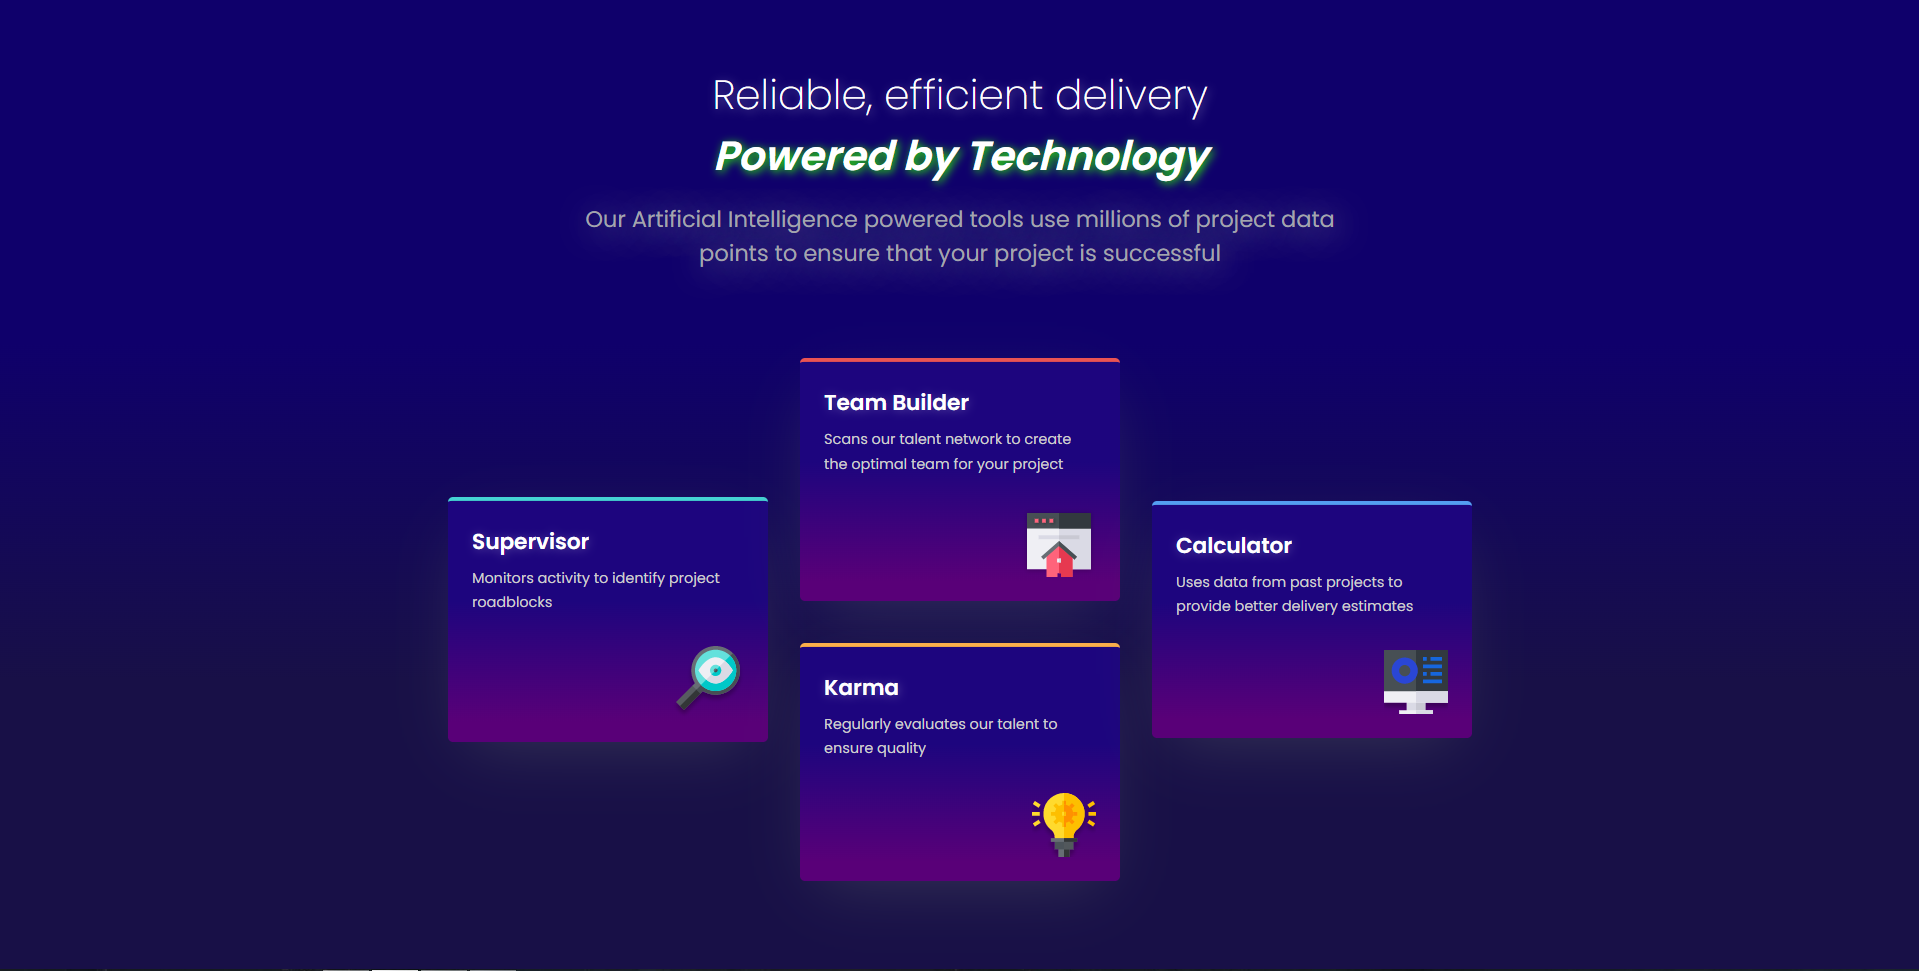 Reliable, efficient delivery
Powered by Technology
Our Artificial Intelligence powered tools use millions of project data
points to ensure that your project is successful
Team Builder
Scans our talent network to create
the optimal team for your project
Supervisor
Monitors activity to identify project
roadblocks
Calculator
Uses data from past projects to
provide better delivery estimates
Karma
Regularly evaluates our talent to
ensure quality